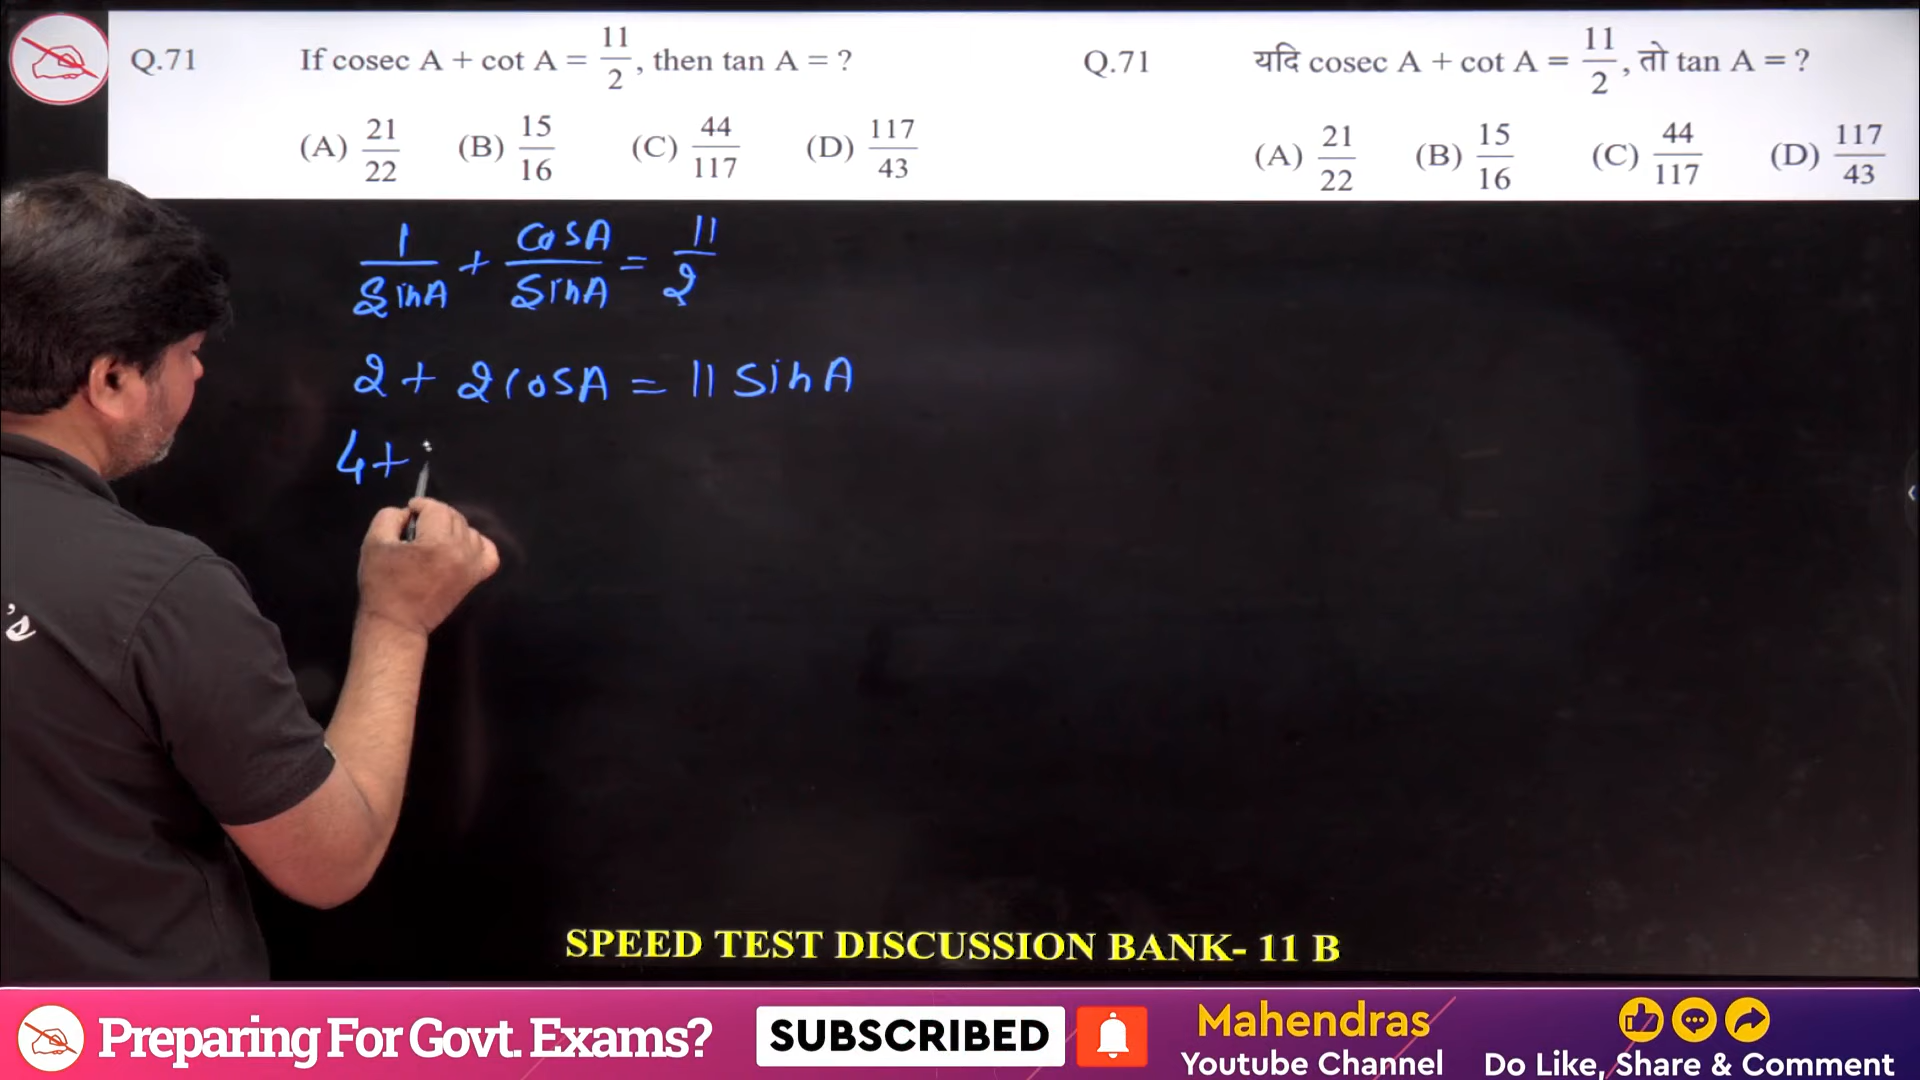 Q.71 If cosec A + cot A = 11/2, then tan A = ?
(A) 21/22 (B) 15/16 (C) 44/117 (D) 117/43
Q.71 यदि cosec A + cot A = 11/2, तो tan A = ?
(A) 21/22 (B) 15/16 (C) 44/117 (D) 117/43
1/SinA + CosA/SinA = 11/2
2 + 2CosA = 11 SinA
4+
's
SPEED TEST DISCUSSION BANK- 11 B
Preparing For Govt. Exams?
SUBSCRIBED
Mahendras
Youtube Channel
Do Like, Share & Comment